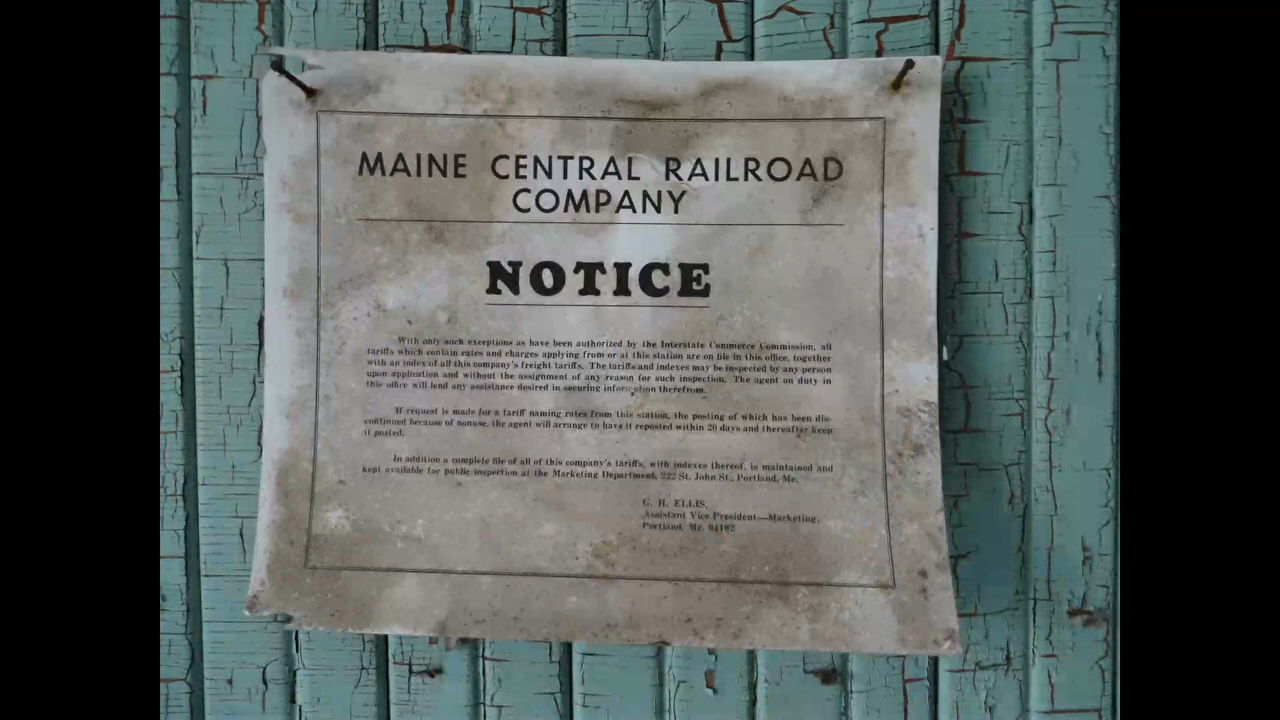 MAINE CENTRAL RAILROAD
COMPANY
NOTICE
With only such exceptions as have been authorized by the Interstate Commerce Commission, all
tariffs which contain rates and charges applying from or at this station are on file in this office, together
with an index of all this company's freight tariffs. The tariffs and indexes may be inspected by any person
upon application and without the assignment of any reason for such inspection. The agent on duty in
this office will lend any assistance desired in securing information therefrom.
If request is made for a tariff naming rates from this station, the posting of which has been dis-
continued because of nonuse, the agent will arrange to have it reposted within 20 days and thereafter keep
it posted.
In addition a complete file of all of this company's tariffs, with indexes thereof, is maintained and
kept available for public inspection at the Marketing Department, 222 St. John St., Portland, Me.
G. H. ELLIS,
Assistant Vice President—Marketing,
Portland, Me. 04102